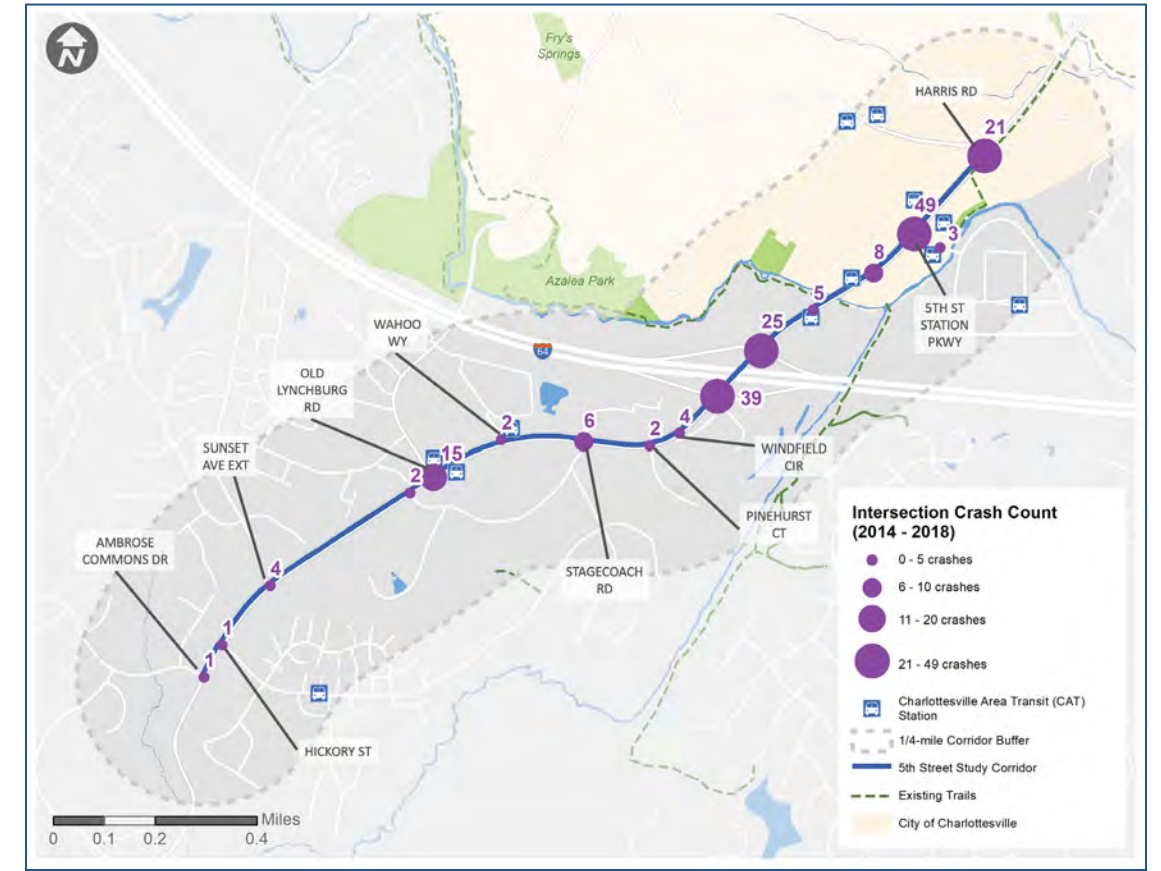 N
Fry's
Springs
HARRIS RD
21
49
3
8
Azalea Park
5
5TH ST
STATION
PKWY
WAHOO
WY
25
64
OLD
LYNCHBURG
RD
39
2
6
2
4
SUNSET
AVE EXT
15
WINDFIELD
CIR
2
PINEHURST
CT
AMBROSE
COMMONS DR
STAGECOACH
RD
4
1
1
HICKORY ST
Intersection Crash Count
(2014 - 2018)
0 - 5 crashes
6 - 10 crashes
11 - 20 crashes
21 - 49 crashes
Charlottesville Area Transit (CAT)
Station
1/4-mile Corridor Buffer
5th Street Study Corridor
Existing Trails
City of Charlottesville
Miles
0 0.1 0.2 0.4